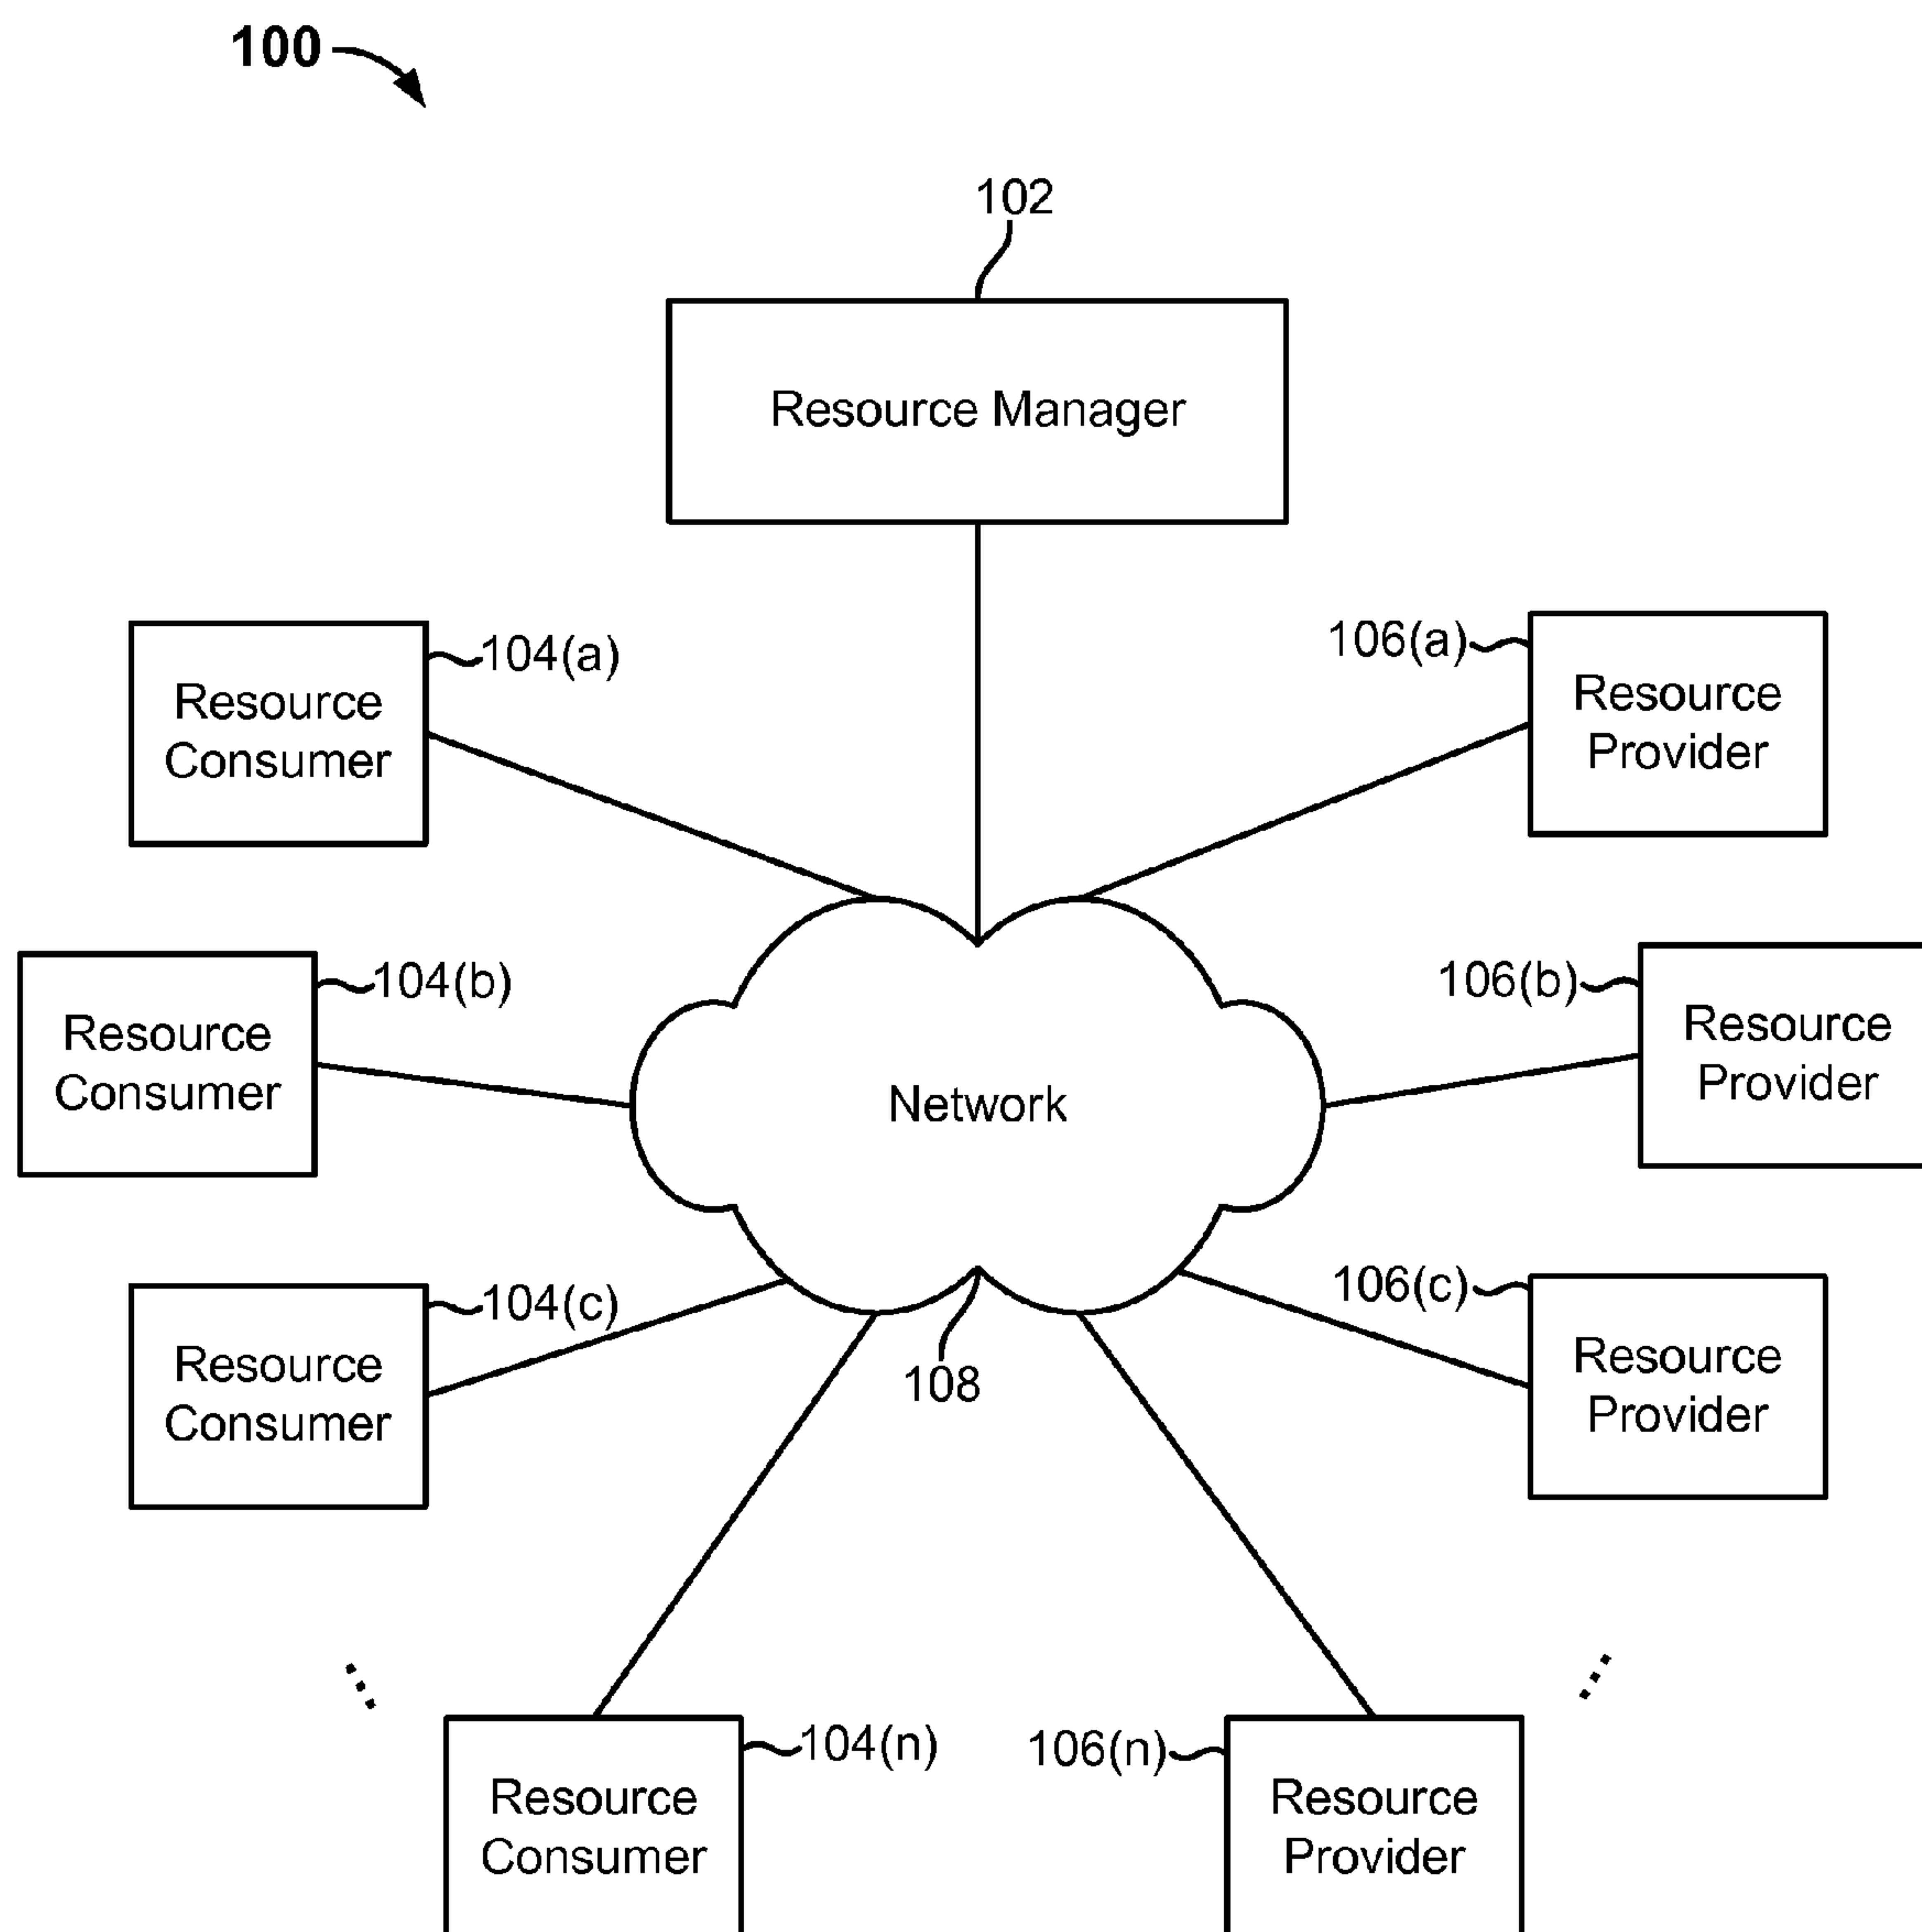 100
102
Resource Manager
104(a)
Resource
Consumer
106(a)
Resource
Provider
104(b)
Resource
Consumer
106(b)
Resource
Provider
Network
104(c)
Resource
Consumer
106(c)
Resource
Provider
108
104(n)
Resource
Consumer
106(n)
Resource
Provider